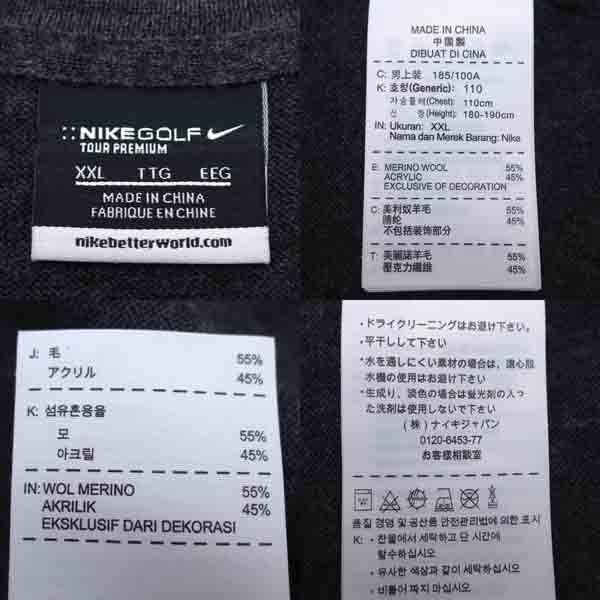 ::NIKEGOLF
TOUR PREMIUM
XXL TTG EEG
MADE IN CHINA
FABRIQUE EN CHINE
nikebetterworld.com
MADE IN CHINA
中国製
DIBUAT DI CINA
C: 男上装 185/100A
K: 호칭(Generic): 110
가슴둘레(Chest): 110cm
신 장(Height): 180-190cm
IN: Ukuran: XXL
Nama dan Merek Barang: Nike
E: MERINO WOOL 55%
ACRYLIC 45%
EXCLUSIVE OF DECORATION
C: 美利奴羊毛 55%
腈纶 45%
不包括装饰部分
T: 美麗諾羊毛 55%
壓克力纖維 45%
J: 毛 55%
アクリル 45%
K: 섬유혼용율
모 55%
아크릴 45%
IN: WOL MERINO 55%
AKRILIK 45%
EKSKLUSIF DARI DEKORASI
・ドライクリーニングはお避け下さい。
・平干しして下さい。
*水を通しにくい素材の場合は、遠心脱
水機の使用はお避け下さい。
*生成り、淡色の場合は蛍光剤の入っ
た洗剤は使用しないで下さい。
(株)ナイキジャパン
0120-6453-77
お客様相談室
품질 경영 및 공산품 안전관리법에 의한 표시
K: ・찬물에서 세탁하고 단 시간에
탈수하십시오
・유사한 색상과 같이 세탁하십시오
・비틀어 짜지 마십시오